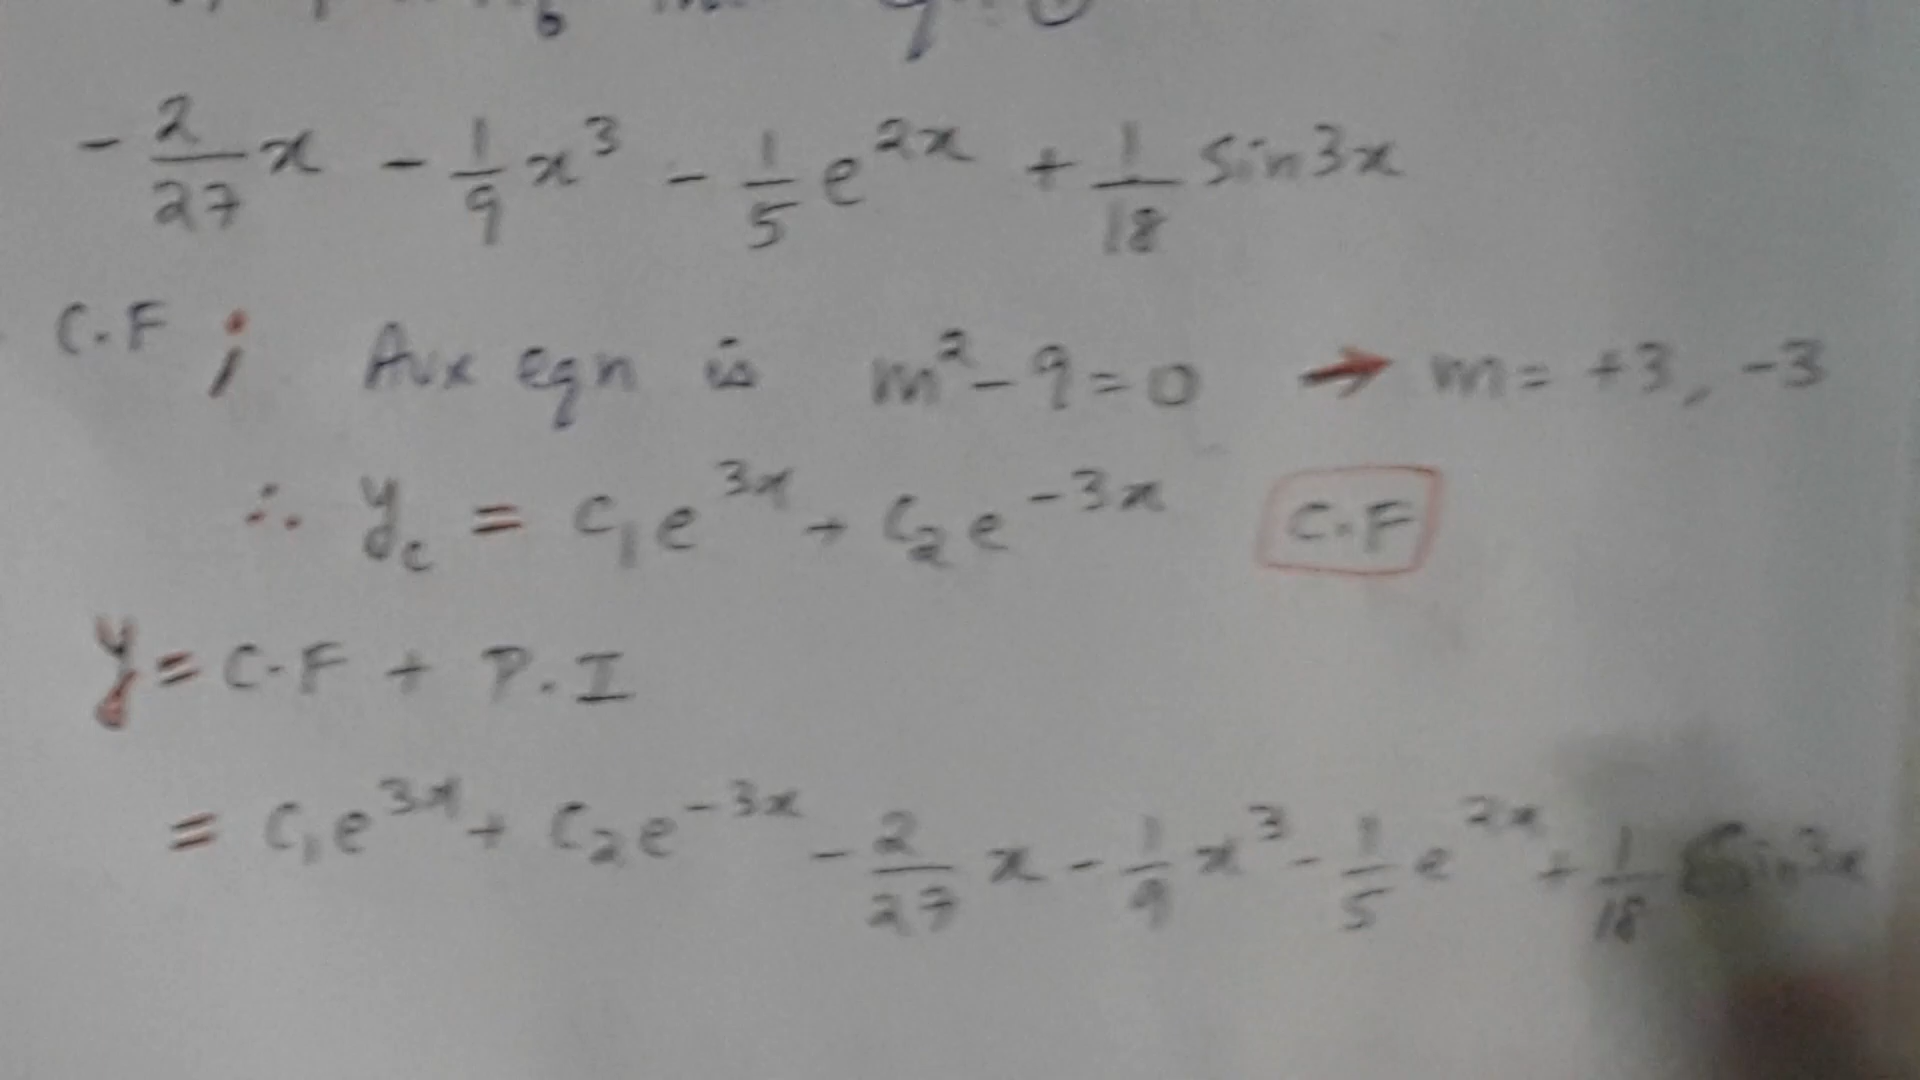 - 2/27 x - 1/9 x³ - 1/5 e^2x + 1/18 Sin3x
C.F ; Aux Eqn is m² - 9 = 0 → m = +3, -3
∴ y_c = C₁e^3x + C₂e^-3x C.F
y = C.F + P.I
= C₁e^3x + C₂e^-3x - 2/27 x - 1/9 x³ - 1/5 e^2x + 1/18 Sin3x